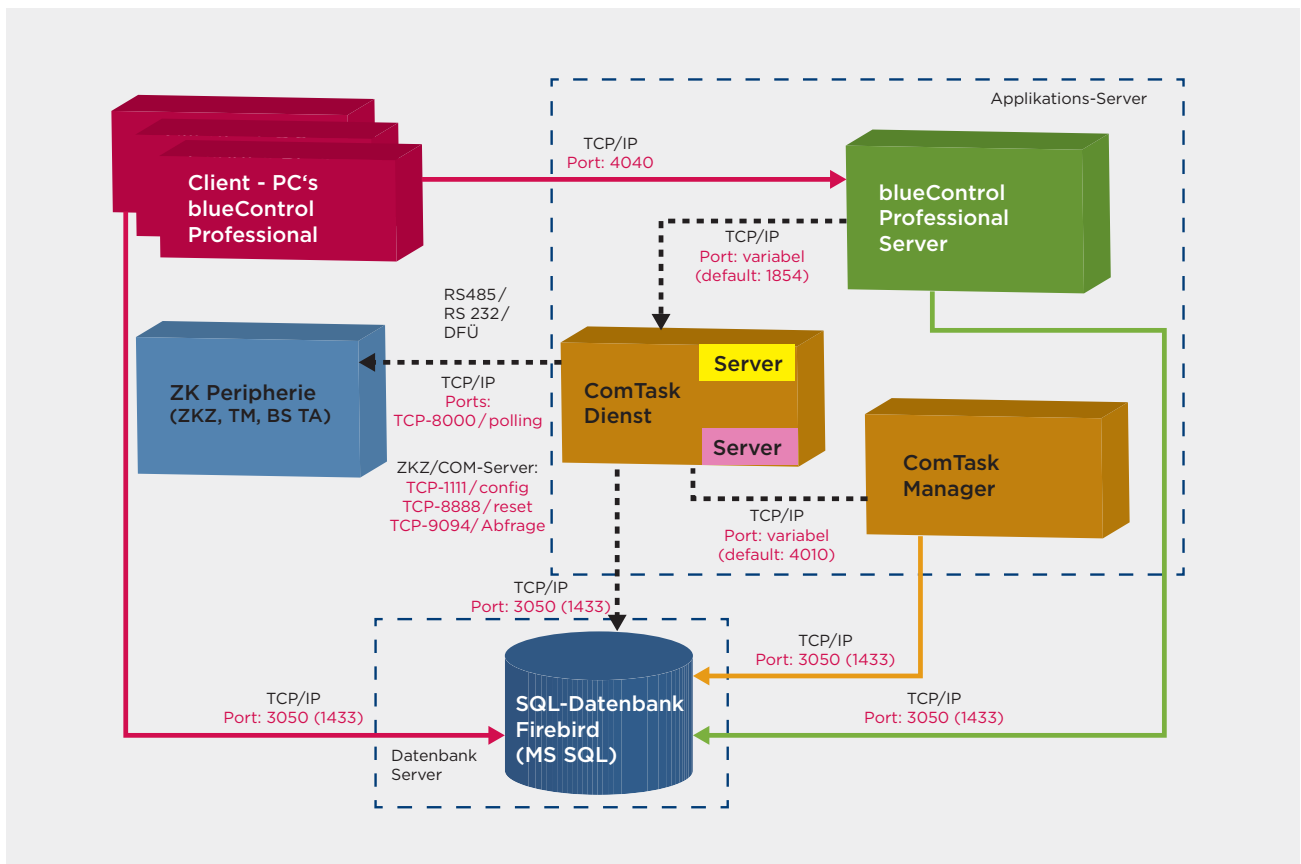 Applikations-Server
TCP/IP
Port: 4040
Client - PC‘s
blueControl
Professional
blueControl
Professional
Server
TCP/IP
Port: variabel
(default: 1854)
RS485/
RS 232/
DFÜ
ZK Peripherie
(ZKZ, TM, BS TA)
TCP/IP
Ports:
TCP-8000/polling
ComTask
Dienst
Server
Server
ZKZ/COM-Server:
TCP-1111/config
TCP-8888/reset
TCP-9094/Abfrage
ComTask
Manager
TCP/IP
Port: variabel
(default: 4010)
TCP/IP
Port: 3050 (1433)
TCP/IP
Port: 3050 (1433)
TCP/IP
Port: 3050 (1433)
TCP/IP
Port: 3050 (1433)
SQL-Datenbank
Firebird
(MS SQL)
Datenbank
Server